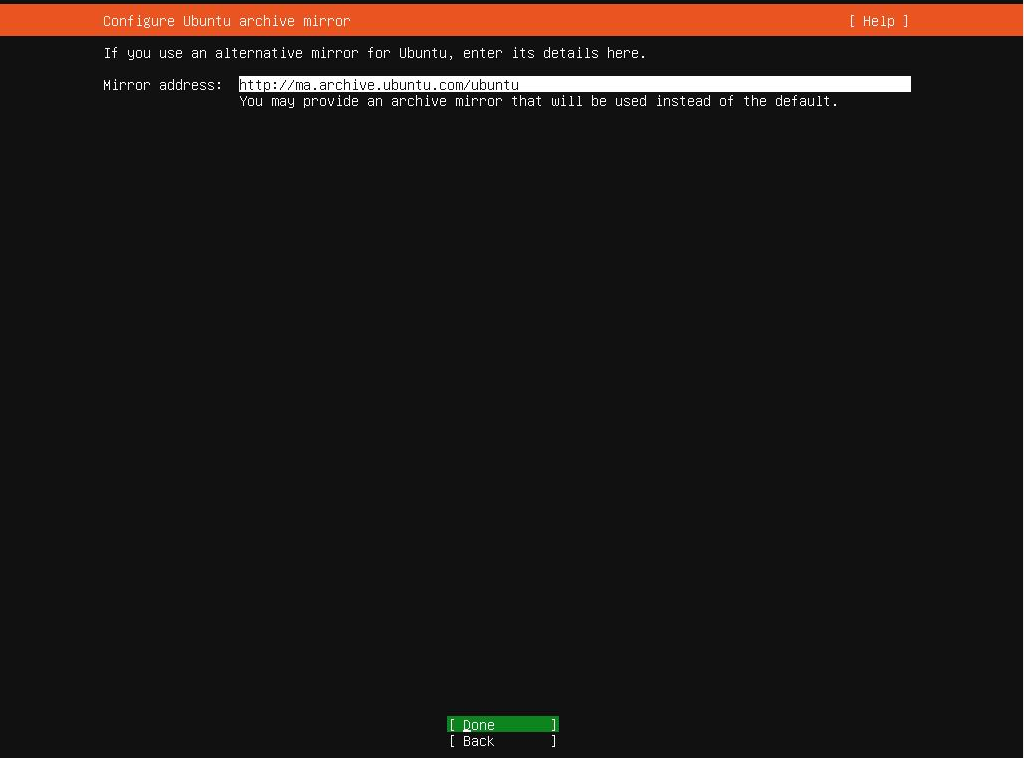 Configure Ubuntu archive mirror [ Help ]
If you use an alternative mirror for Ubuntu, enter its details here.
Mirror address: http://ma.archive.ubuntu.com/ubuntu
You may provide an archive mirror that will be used instead of the default.
[ Done ]
[ Back ]